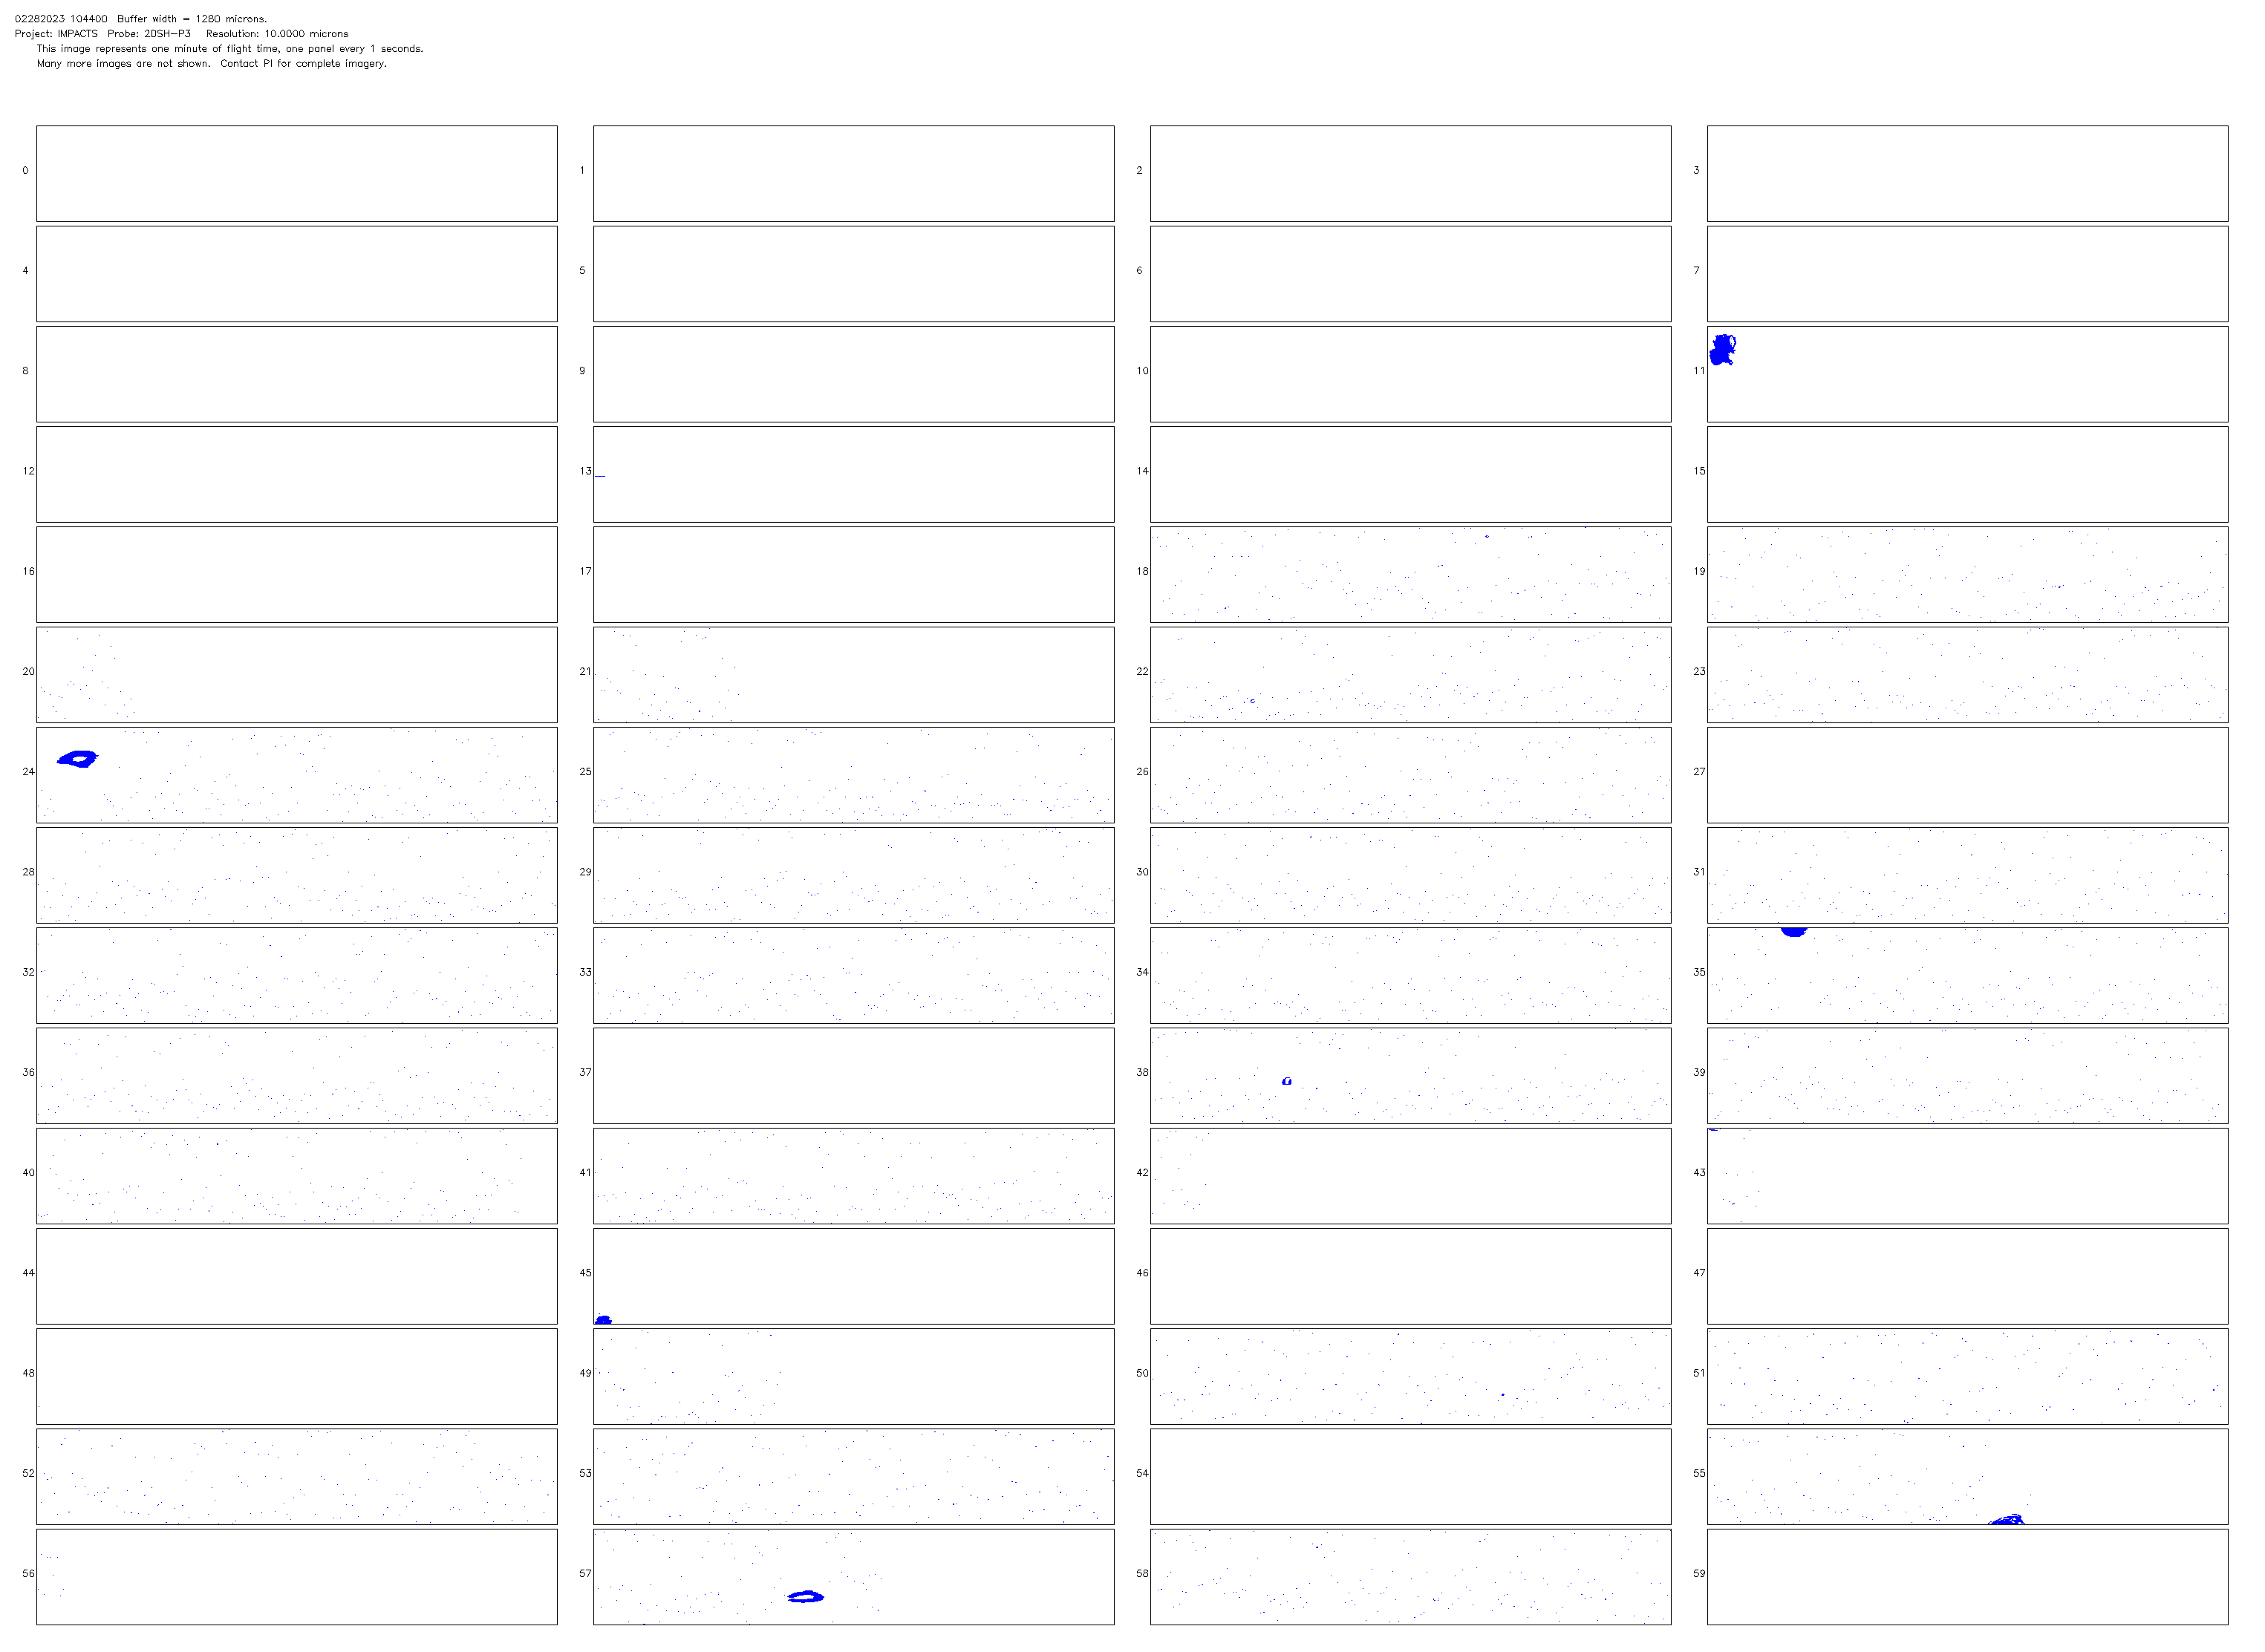 02282023 104400  Buffer width = 1280 microns.
Project: IMPACTS  Probe: 2DSH-P3  Resolution: 10.0000 microns
This image represents one minute of flight time, one panel every 1 seconds.
Many more images are not shown.  Contact PI for complete imagery.
0 1 2 3
4 5 6 7
8 9 10 11
12 13 14 15
16 17 18 19
20 21 22 23
24 25 26 27
28 29 30 31
32 33 34 35
36 37 38 39
40 41 42 43
44 45 46 47
48 49 50 51
52 53 54 55
56 57 58 59